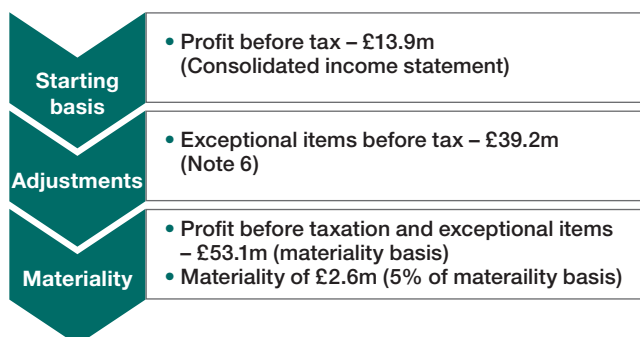 Starting
basis
• Profit before tax – £13.9m
(Consolidated income statement)
Adjustments
• Exceptional items before tax – £39.2m
(Note 6)
Materiality
• Profit before taxation and exceptional items
– £53.1m (materiality basis)
• Materiality of £2.6m (5% of materaility basis)